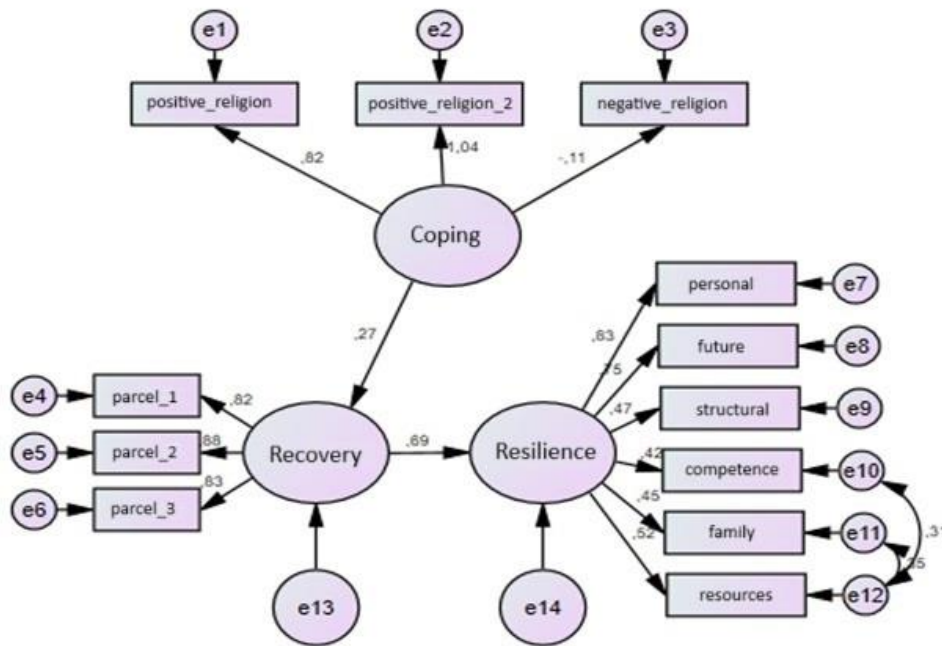 e1
e2
e3
positive_religion
positive_religion_2
negative_religion
,82
1,04
-,11
Coping
,27
personal
e7
,83
future
e8
,75
structural
e9
,47
competence
e10
,42
family
e11
,45
resources
e12
,52
,35
e4
parcel_1
,82
e5
parcel_2
,88
e6
parcel_3
,83
Recovery
,69
Resilience
e13
e14